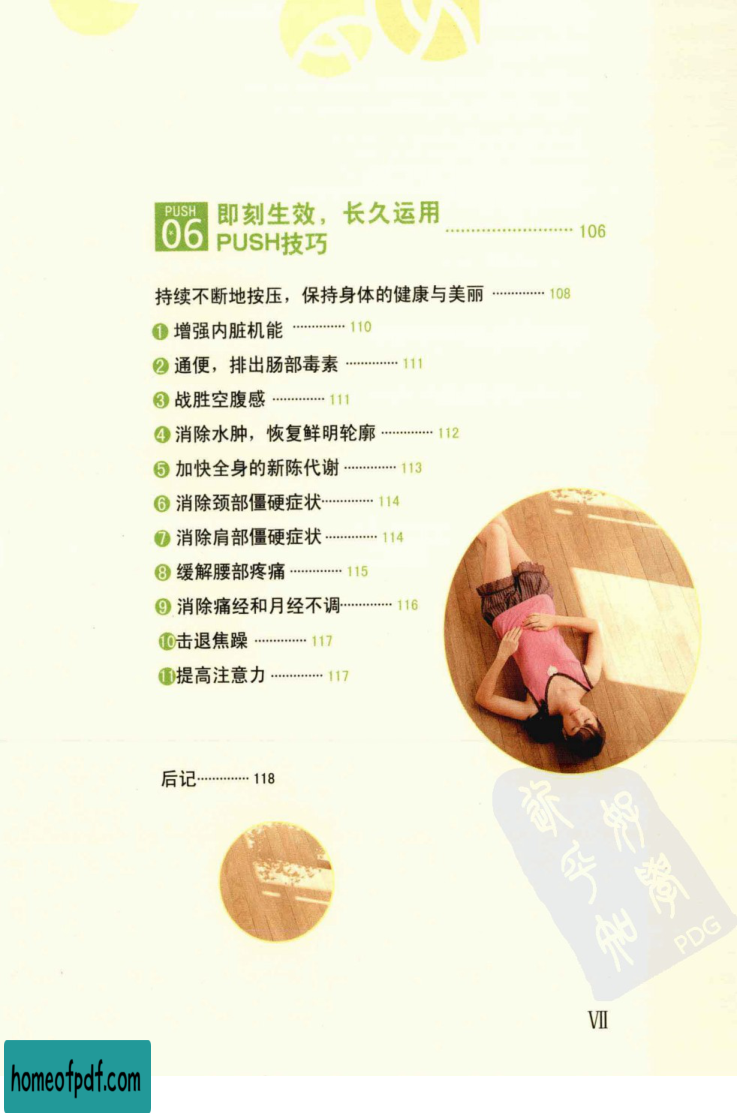 PUSH
06
即刻生效，长久运用
PUSH技巧 ························ 106
持续不断地按压，保持身体的健康与美丽 ············· 108
❶ 增强内脏机能 ············· 110
❷ 通便，排出肠部毒素 ············· 111
❸ 战胜空腹感 ············· 111
❹ 消除水肿，恢复鲜明轮廓 ············· 112
❺ 加快全身的新陈代谢 ············· 113
❻ 消除颈部僵硬症状············· 114
❼ 消除肩部僵硬症状 ············· 114
❽ 缓解腰部疼痛 ············· 115
❾ 消除痛经和月经不调············· 116
❿击退焦躁 ············· 117
⓫提高注意力 ············· 117
后记············· 118
PDG
VII
homeofpdf.com